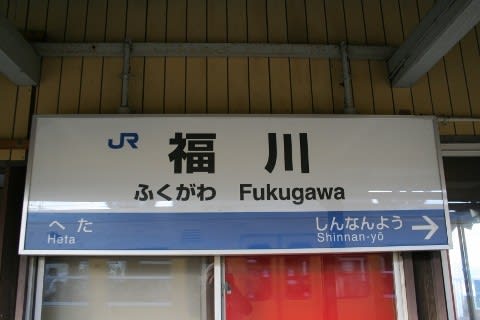 JR 福川
ふくがわ Fukugawa
へた しんなんよう →
Heta Shinnan-yō